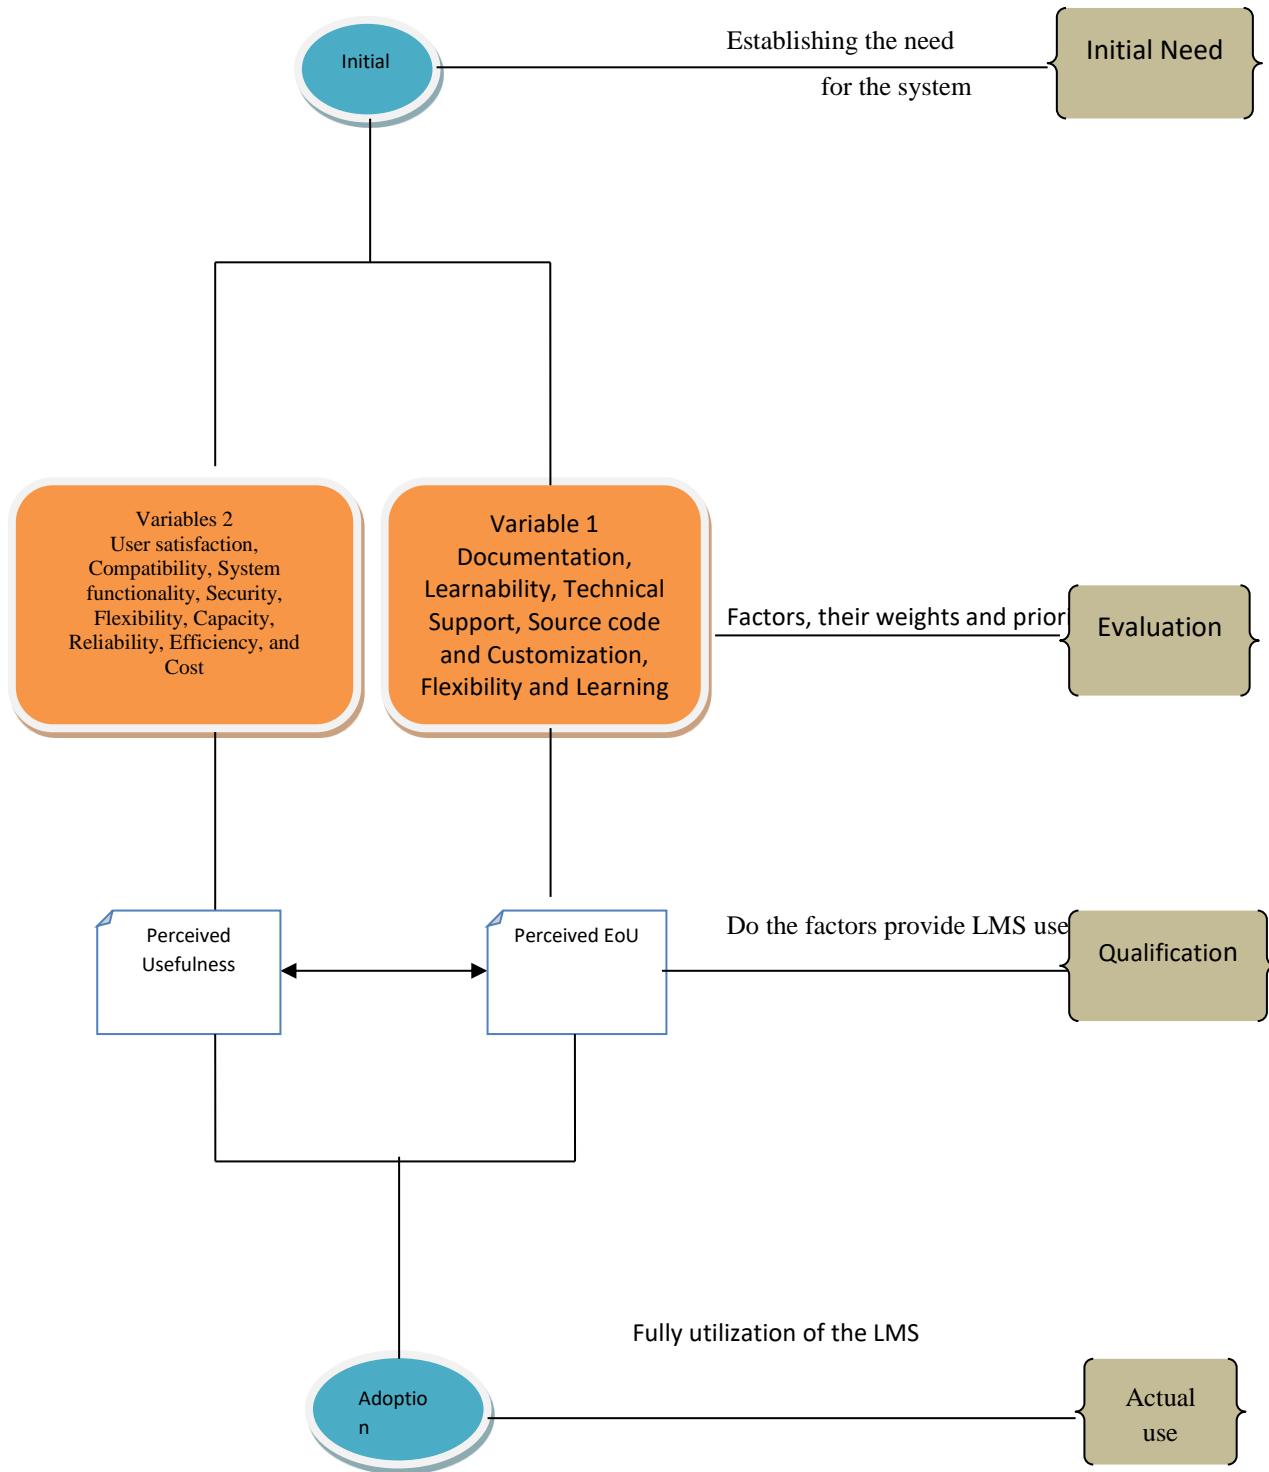 Initial
Establishing the need
for the system
Initial Need
Variables 2
User satisfaction,
Compatibility, System
functionality, Security,
Flexibility, Capacity,
Reliability, Efficiency, and
Cost
Variable 1
Documentation,
Learnability, Technical
Support, Source code
and Customization,
Flexibility and Learning
Factors, their weights and prior
Evaluation
Perceived
Usefulness
Perceived EoU
Do the factors provide LMS use
Qualification
Fully utilization of the LMS
Adoptio
n
Actual
use